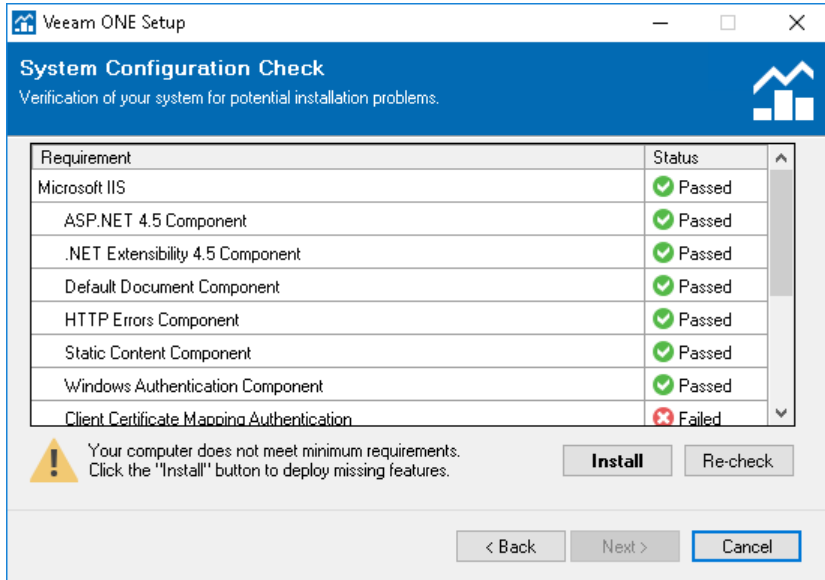 Veeam ONE Setup
System Configuration Check
Verification of your system for potential installation problems.
Requirement Status
Microsoft IIS Passed
ASP.NET 4.5 Component Passed
.NET Extensibility 4.5 Component Passed
Default Document Component Passed
HTTP Errors Component Passed
Static Content Component Passed
Windows Authentication Component Passed
Client Certificate Mapping Authentication Failed
Your computer does not meet minimum requirements.
Click the "Install" button to deploy missing features.
Install Re-check
< Back Next > Cancel